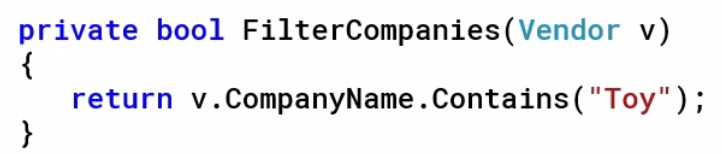 private bool FilterCompanies(Vendor v)
{
    return v.CompanyName.Contains("Toy");
}